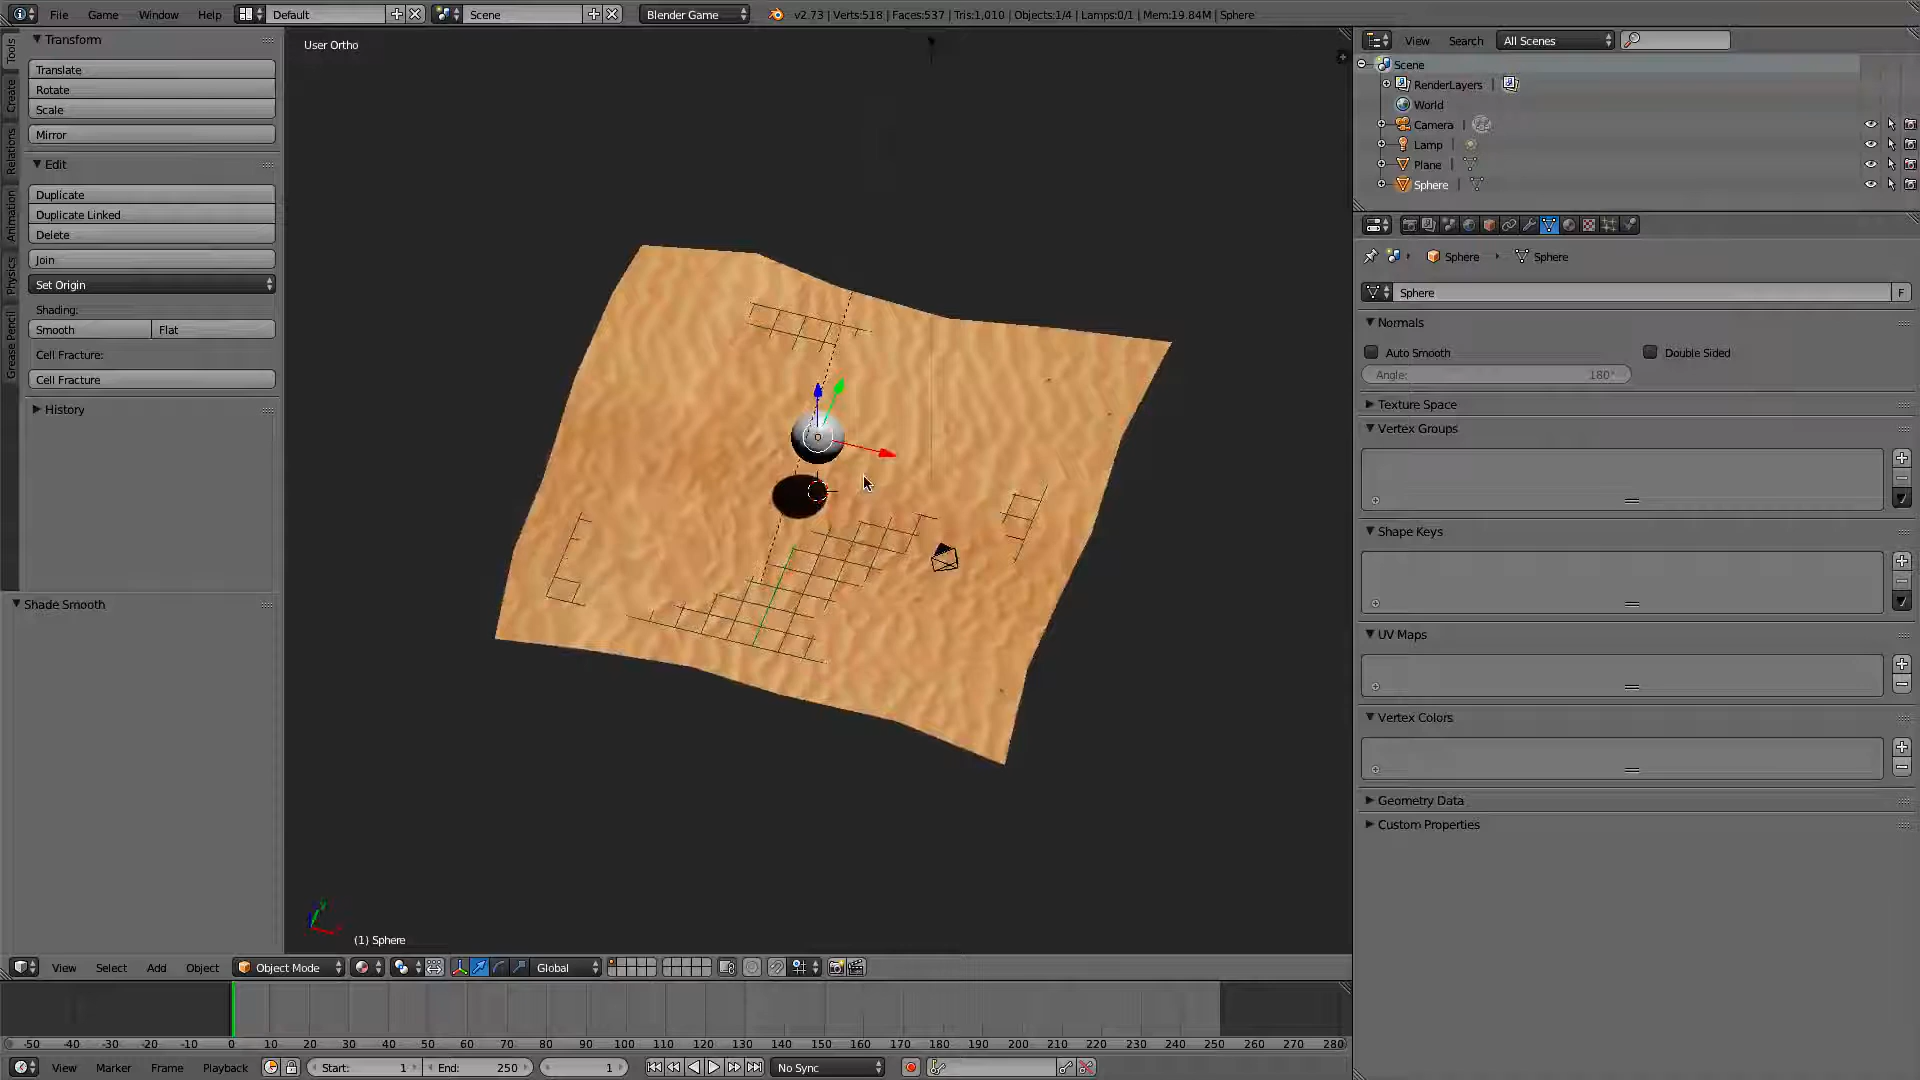 File Game Window Help Default Scene Blender Game v2.73 | Verts:518 | Faces:537 | Tris:1,010 | Objects:1/4 | Lamps:0/1 | Mem:19.84M | Sphere
Tools
Create
Relations
Animation
Physics
Grease Pencil
Transform
Translate
Rotate
Scale
Mirror
Edit
Duplicate
Duplicate Linked
Delete
Join
Set Origin
Shading:
Smooth Flat
Cell Fracture:
Cell Fracture
History
Shade Smooth
User Ortho
(1) Sphere
View Search All Scenes
Scene
RenderLayers |
World
Camera |
Lamp |
Plane |
Sphere |
Sphere Sphere
Sphere F
Normals
Auto Smooth Double Sided
Angle: 180°
Texture Space
Vertex Groups
Shape Keys
UV Maps
Vertex Colors
Geometry Data
Custom Properties
View Select Add Object Object Mode Global
-50 -40 -30 -20 -10 0 10 20 30 40 50 60 70 80 90 100 110 120 130 140 150 160 170 180 190 200 210 220 230 240 250 260 270 280
View Marker Frame Playback Start: 1 End: 250 1 No Sync